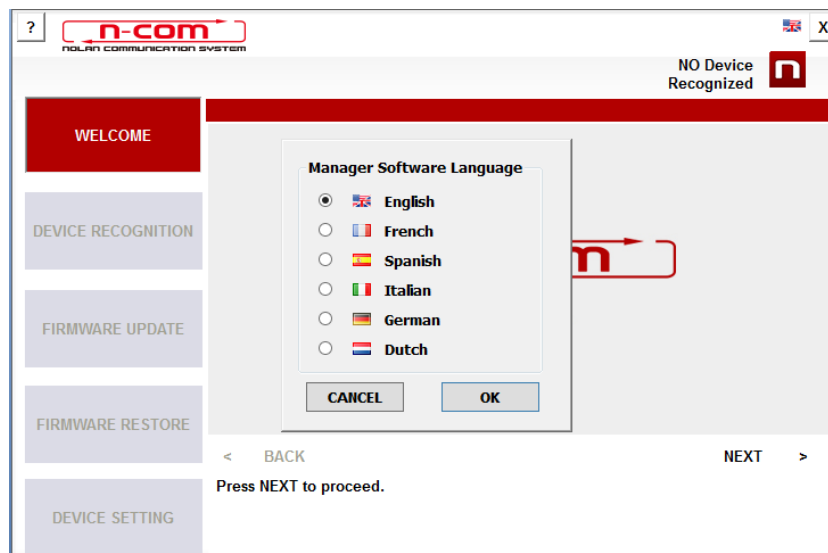 ?
n-com
NOLAN COMMUNICATION SYSTEM
X
NO Device
Recognized
n
WELCOME
DEVICE RECOGNITION
FIRMWARE UPDATE
FIRMWARE RESTORE
DEVICE SETTING
Manager Software Language
English
French
Spanish
Italian
German
Dutch
CANCEL
OK
m
< BACK
NEXT >
Press NEXT to proceed.